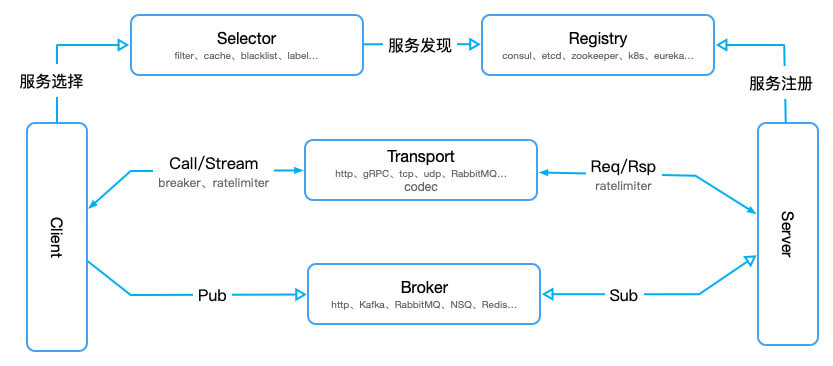 Selector
filter、cache、blacklist、label...
服务发现
Registry
consul、etcd、zookeeper、k8s、eureka...
服务选择
服务注册
Client
Call/Stream
breaker、ratelimiter
Transport
http、gRPC、tcp、udp、RabbitMQ...
codec
Req/Rsp
ratelimiter
Server
Pub
Broker
http、Kafka、RabbitMQ、NSQ、Redis...
Sub